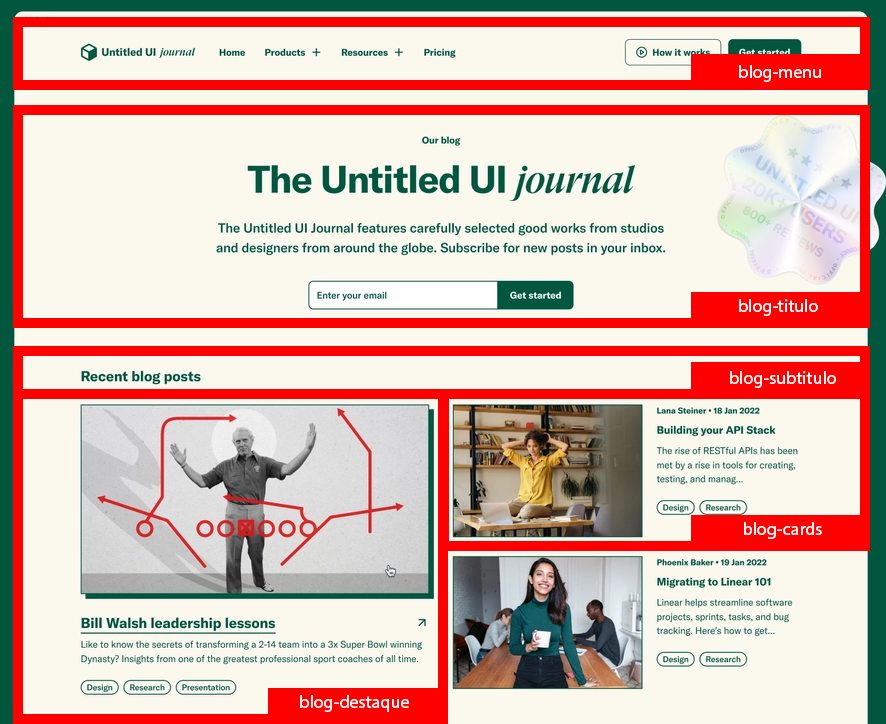 Untitled UI journal
Home
Products
Resources
Pricing
How it works
Get started
blog-menu
Our blog
The Untitled UI journal
The Untitled UI Journal features carefully selected good works from studios
and designers from around the globe. Subscribe for new posts in your inbox.
Enter your email
Get started
UNTITLED UI
20K+ USERS
800+ REVIEWS
OFFICIAL
blog-titulo
Recent blog posts
blog-subtitulo
Bill Walsh leadership lessons
Like to know the secrets of transforming a 2-14 team into a 3x Super Bowl winning
Dynasty? Insights from one of the greatest professional sport coaches of all time.
Design
Research
Presentation
blog-destaque
Lana Steiner • 18 Jan 2022
Building your API Stack
The rise of RESTful APIs has been
met by a rise in tools for creating,
testing, and manag...
Design
Research
blog-cards
Phoenix Baker • 19 Jan 2022
Migrating to Linear 101
Linear helps streamline software
projects, sprints, tasks, and bug
tracking. Here's how to get...
Design
Research